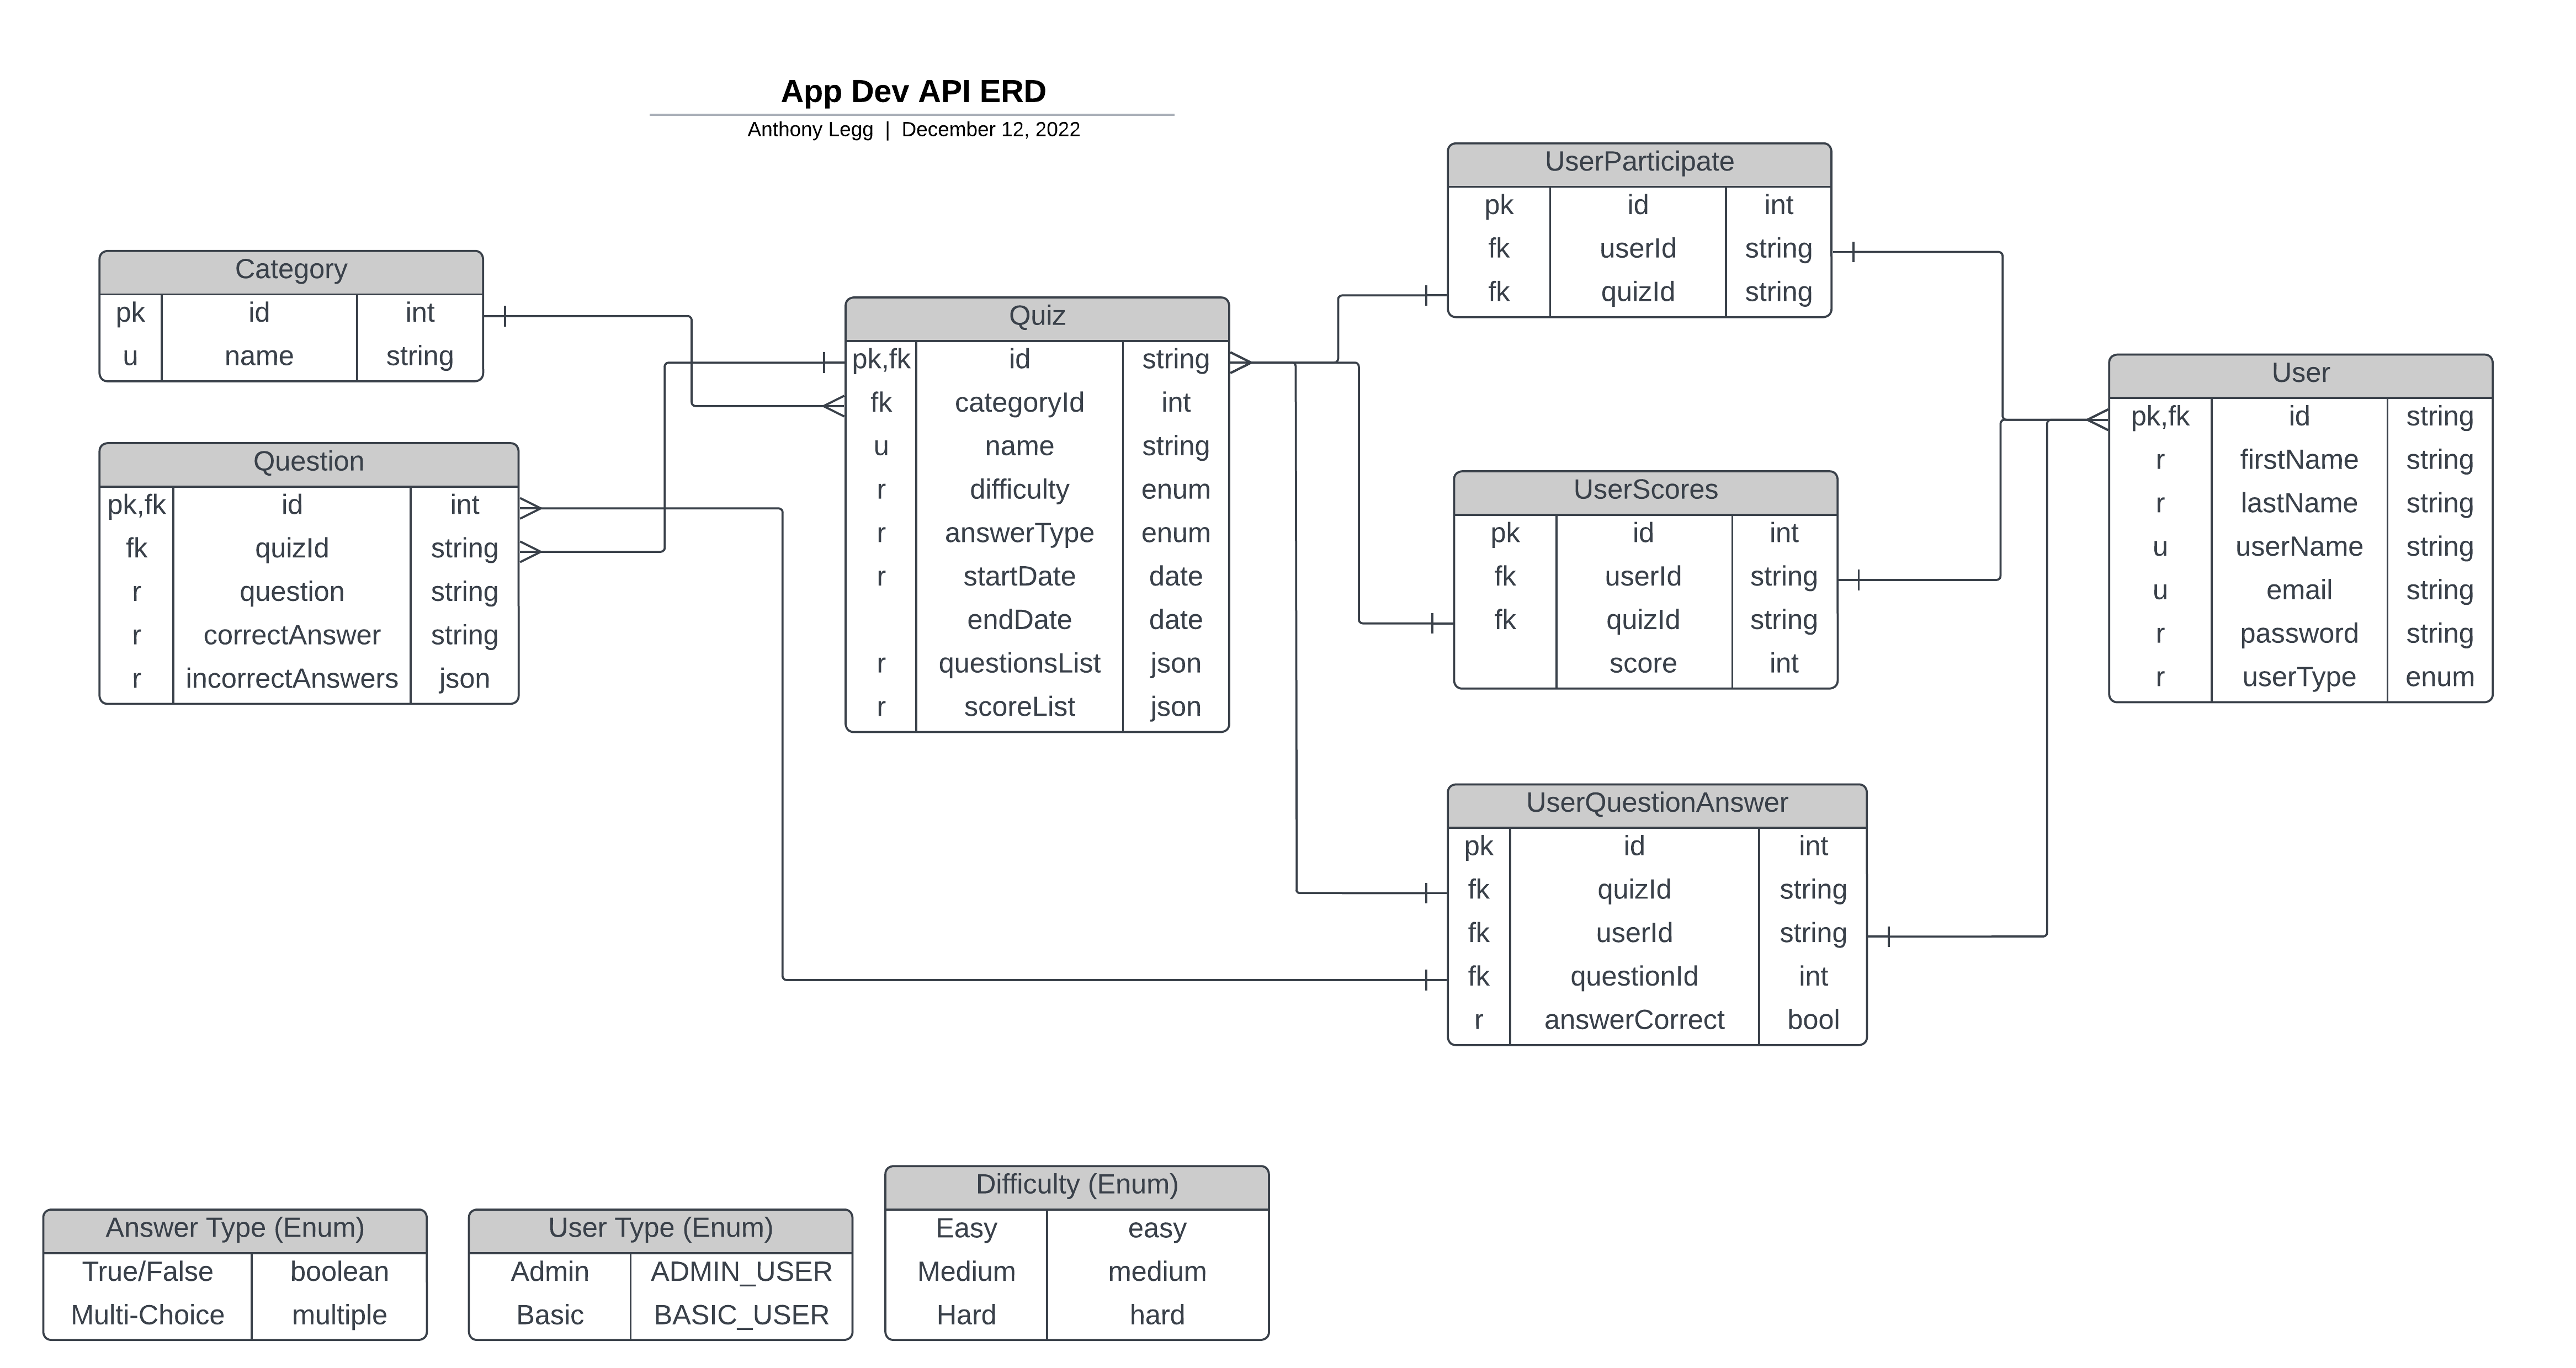 App Dev API ERD
Anthony Legg | December 12, 2022
Category
pk id int
u name string
Question
pk,fk id int
fk quizId string
r question string
r correctAnswer string
r incorrectAnswers json
Quiz
pk,fk id string
fk categoryId int
u name string
r difficulty enum
r answerType enum
r startDate date
endDate date
r questionsList json
r scoreList json
UserParticipate
pk id int
fk userId string
fk quizId string
UserScores
pk id int
fk userId string
fk quizId string
score int
UserQuestionAnswer
pk id int
fk quizId string
fk userId string
fk questionId int
r answerCorrect bool
User
pk,fk id string
r firstName string
r lastName string
u userName string
u email string
r password string
r userType enum
Answer Type (Enum)
True/False boolean
Multi-Choice multiple
User Type (Enum)
Admin ADMIN_USER
Basic BASIC_USER
Difficulty (Enum)
Easy easy
Medium medium
Hard hard